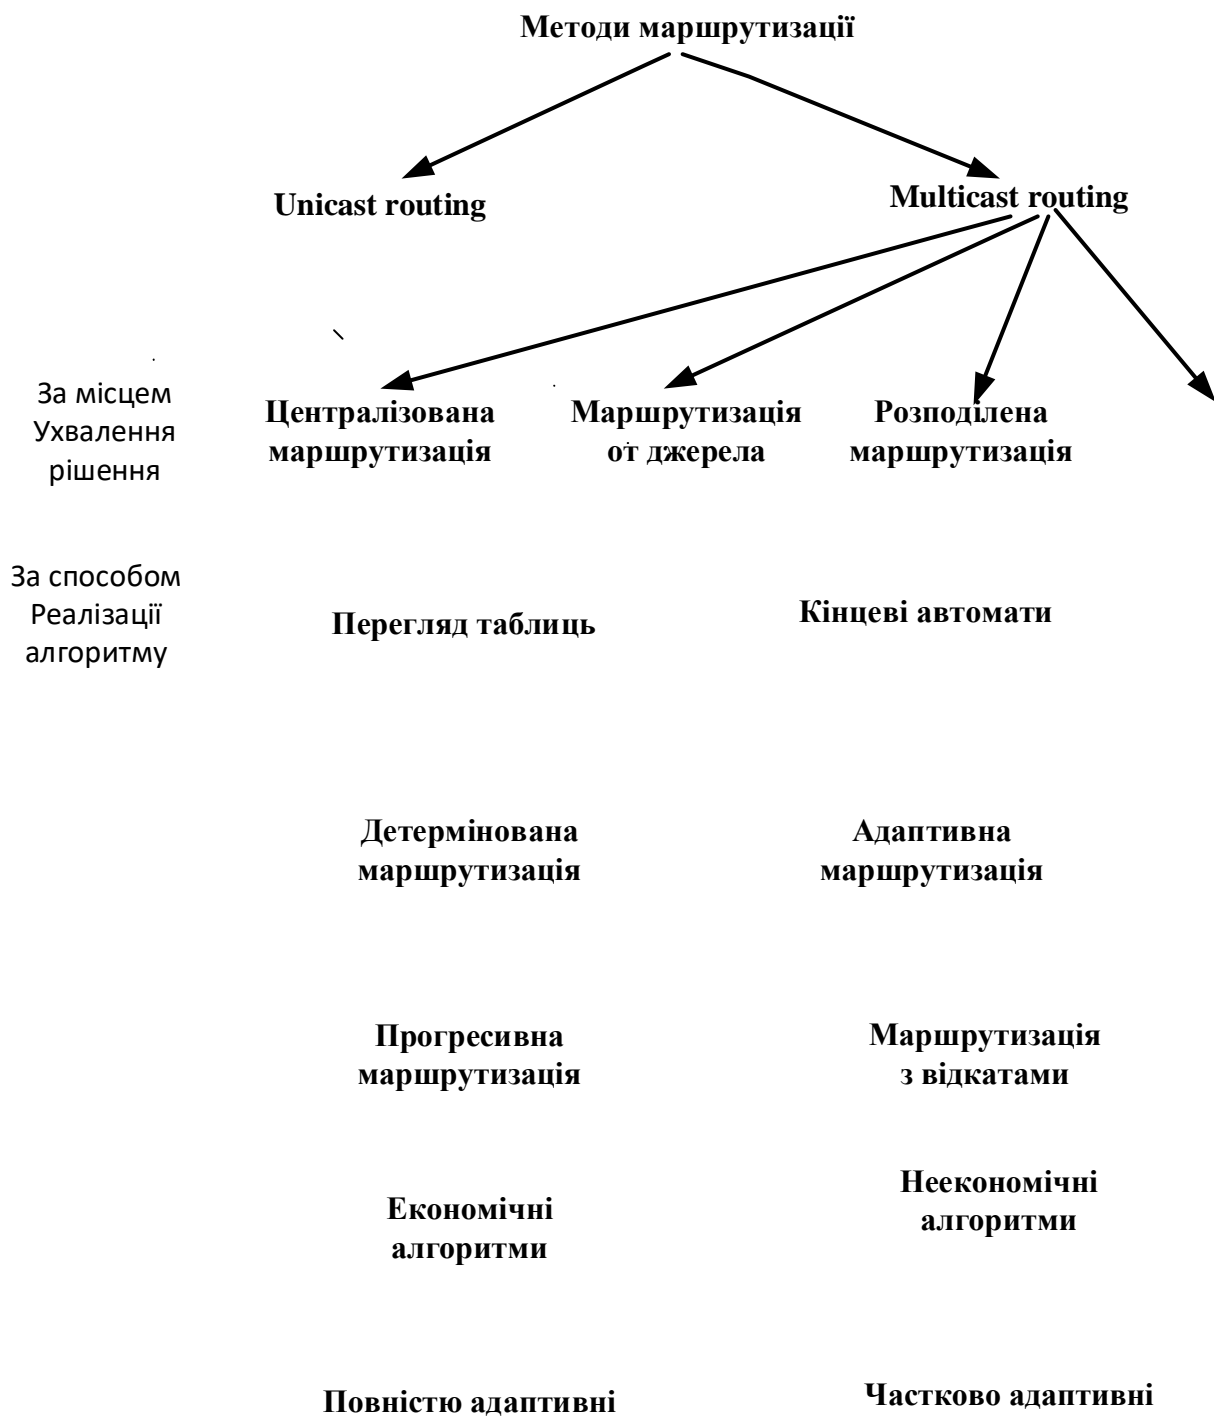 Методи маршрутизації
Unicast routing
Multicast routing
За місцем
Ухвалення
рішення
Централізована
маршрутизація
Маршрутизація
от джерела
Розподілена
маршрутизація
За способом
Реалізації
алгоритму
Перегляд таблиць
Кінцеві автомати
Детермінована
маршрутизація
Адаптивна
маршрутизація
Прогресивна
маршрутизація
Маршрутизація
з відкатами
Економічні
алгоритми
Неекономічні
алгоритми
Повністю адаптивні
Частково адаптивні